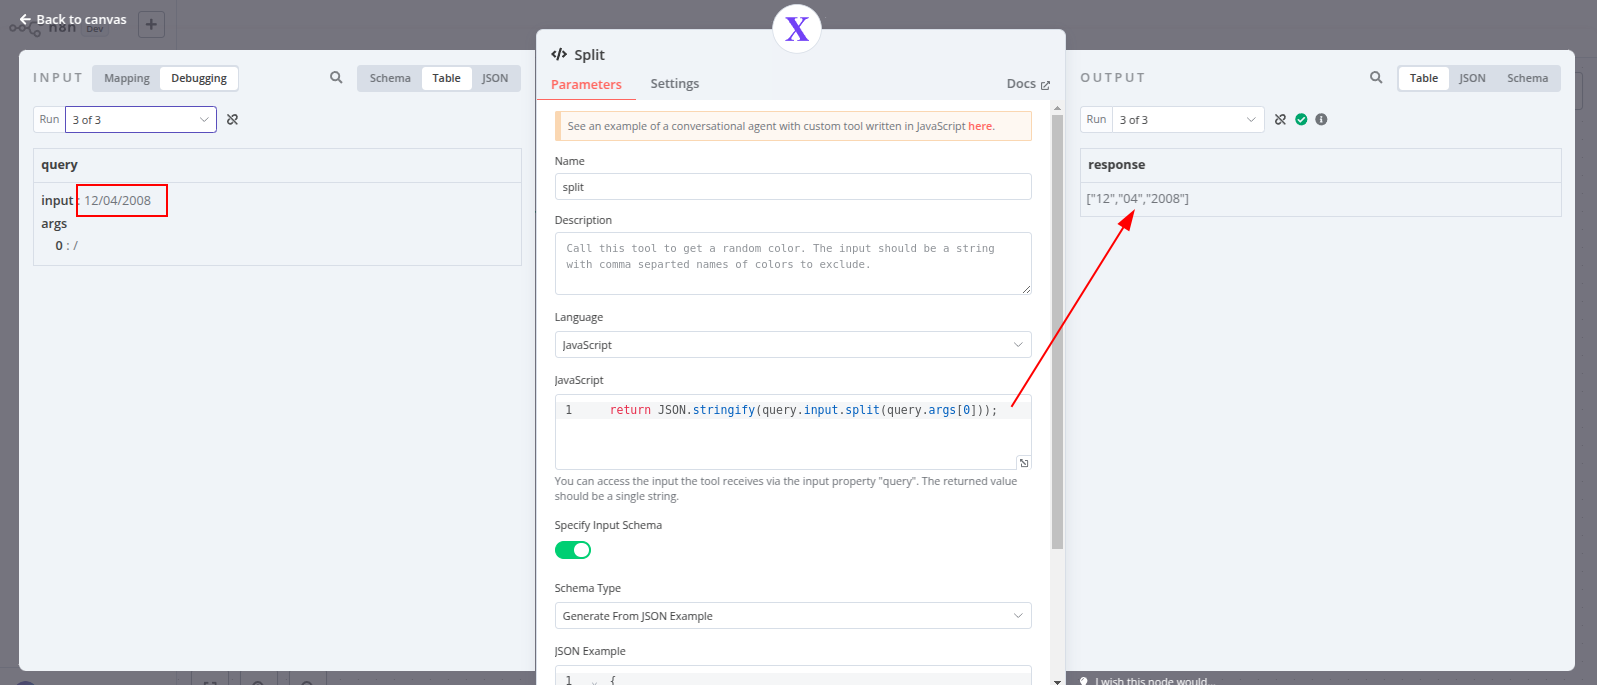 Back to canvas
n8n Dev
+
X
INPUT
Mapping Debugging
Schema Table JSON
Run 3 of 3
query
input : 12/04/2008
args
0 : /
Split
Parameters Settings Docs
See an example of a conversational agent with custom tool written in JavaScript here.
Name
split
Description
Call this tool to get a random color. The input should be a string
with comma separted names of colors to exclude.
Language
JavaScript
JavaScript
1 return JSON.stringify(query.input.split(query.args[0]));
You can access the input the tool receives via the input property "query". The returned value
should be a single string.
Specify Input Schema
Schema Type
Generate From JSON Example
JSON Example
1 {
OUTPUT
Table JSON Schema
Run 3 of 3
response
["12","04","2008"]
I wish this node would...